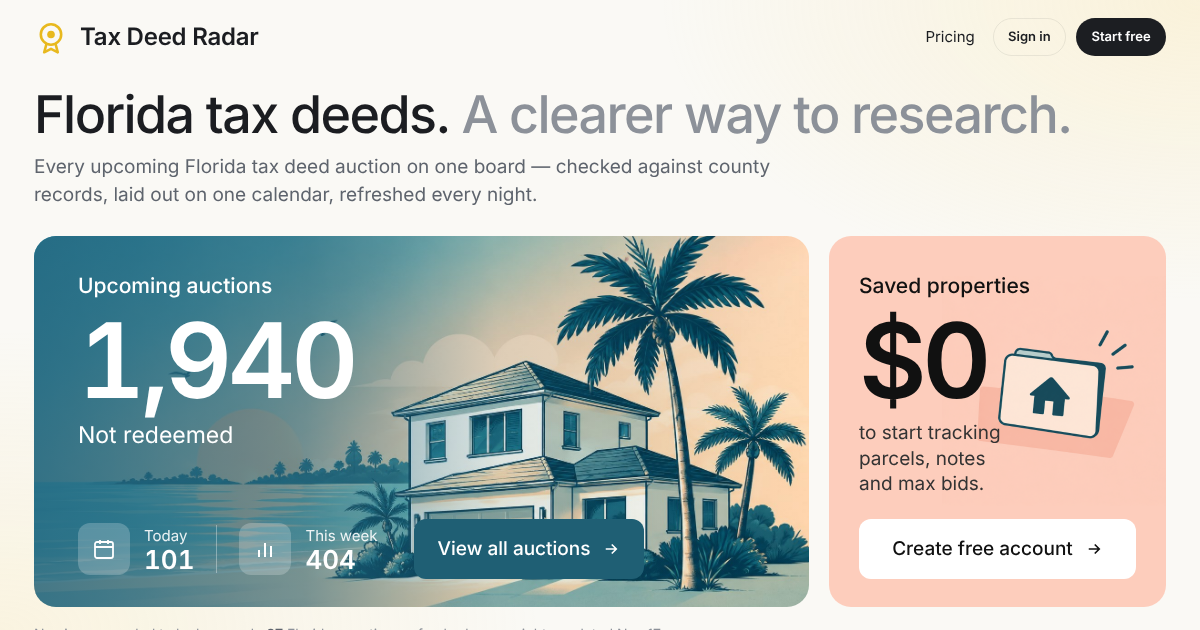 Tax Deed Radar
Pricing
Sign in
Start free
Florida tax deeds. A clearer way to research.
Every upcoming Florida tax deed auction on one board — checked against county
records, laid out on one calendar, refreshed every night.
Upcoming auctions
1,940
Not redeemed
Today
101
This week
404
View all auctions →
Saved properties
$0
to start tracking
parcels, notes
and max bids.
Create free account →